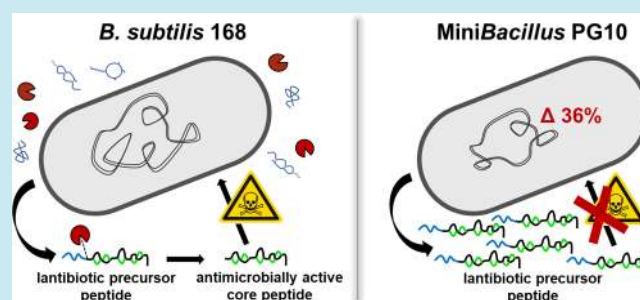 B. subtilis 168
MiniBacillus PG10
Δ 36%
lantibiotic precursor
peptide
antimicrobially active
core peptide
lantibiotic precursor
peptide